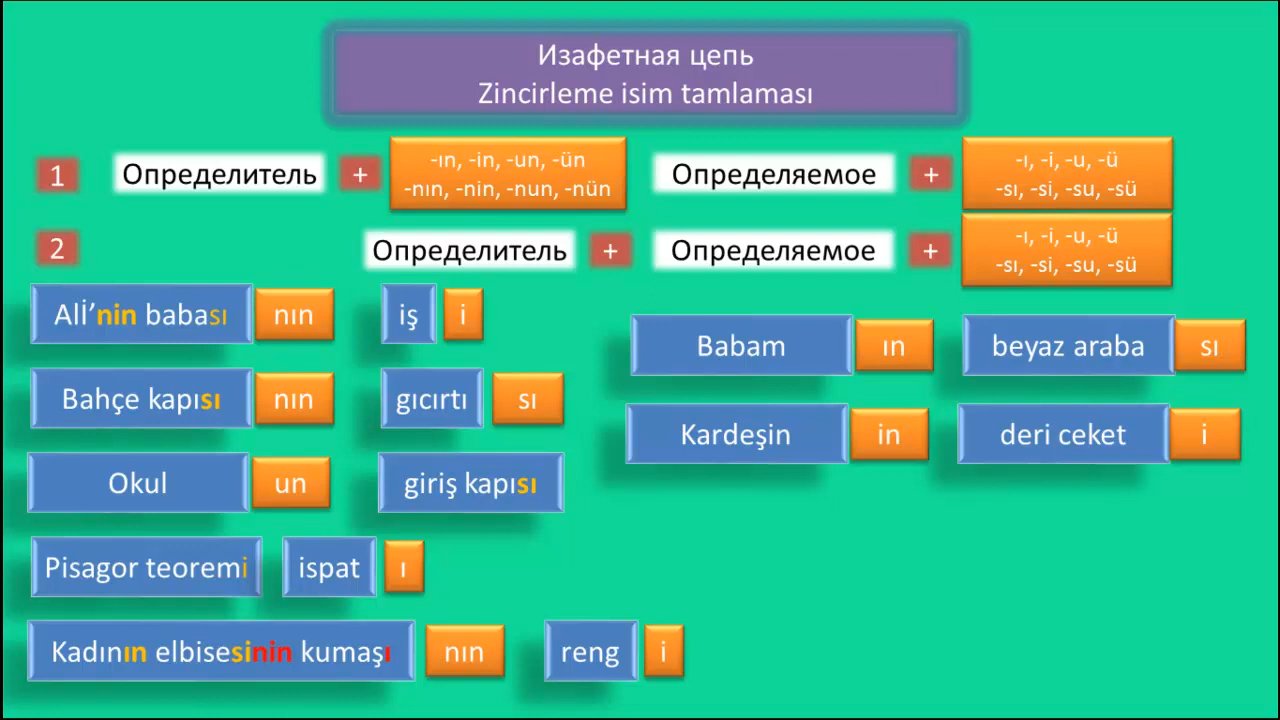 Изафетная цепь
Zincirleme isim tamlaması
1 Определитель + -ın, -in, -un, -ün Определяемое + -ı, -i, -u, -ü
-nın, -nin, -nun, -nün -sı, -si, -su, -sü
2 Определитель + Определяемое + -ı, -i, -u, -ü
-sı, -si, -su, -sü
Alİ’nin babası nın iş i
Babam ın beyaz araba sı
Bahçe kapısı nın gıcırtı sı
Kardeşin in deri ceket i
Okul un giriş kapısı
Pisagor teoremi ispat ı
Kadının elbisesinin kumaşı nın reng i